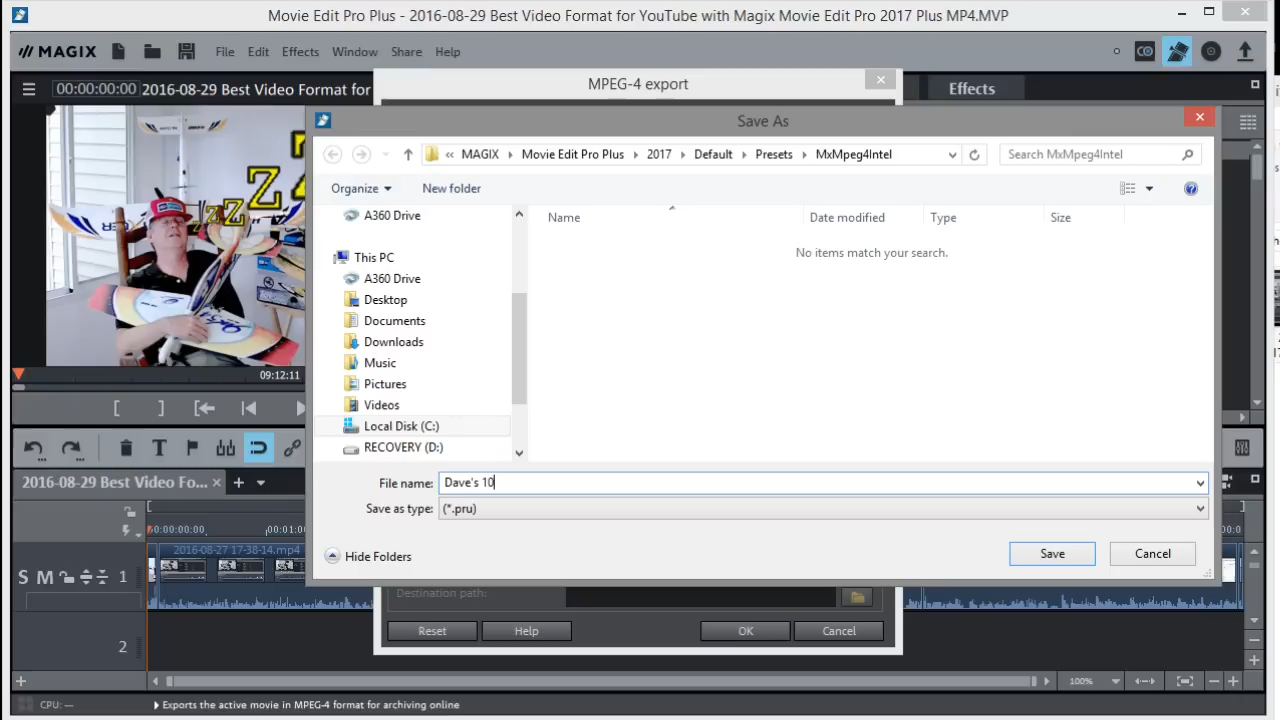 Movie Edit Pro Plus - 2016-08-29 Best Video Format for YouTube with Magix Movie Edit Pro 2017 Plus MP4.MVP
MAGIX File Edit Effects Window Share Help
MPEG-4 export
00:00:00:00 2016-08-29 Best Video Format for
Effects
Save As
« MAGIX Movie Edit Pro Plus 2017 Default Presets MxMpeg4Intel
Search MxMpeg4Intel
Organize New folder
A360 Drive
Name Date modified Type Size
No items match your search.
This PC
A360 Drive
Desktop
Documents
Downloads
Music
Pictures
Videos
Local Disk (C:)
RECOVERY (D:)
Z
z
z
z
09:12:11
File name: Dave's 10
Save as type: (*.pru)
Hide Folders
Save Cancel
2016-08-29 Best Video Fo...
00:00:00:00 00:01:0
2016-08-27 17-38-14.mp4
S M 1
2
Destination path:
Reset Help OK Cancel
100%
CPU: — Exports the active movie in MPEG-4 format for archiving online